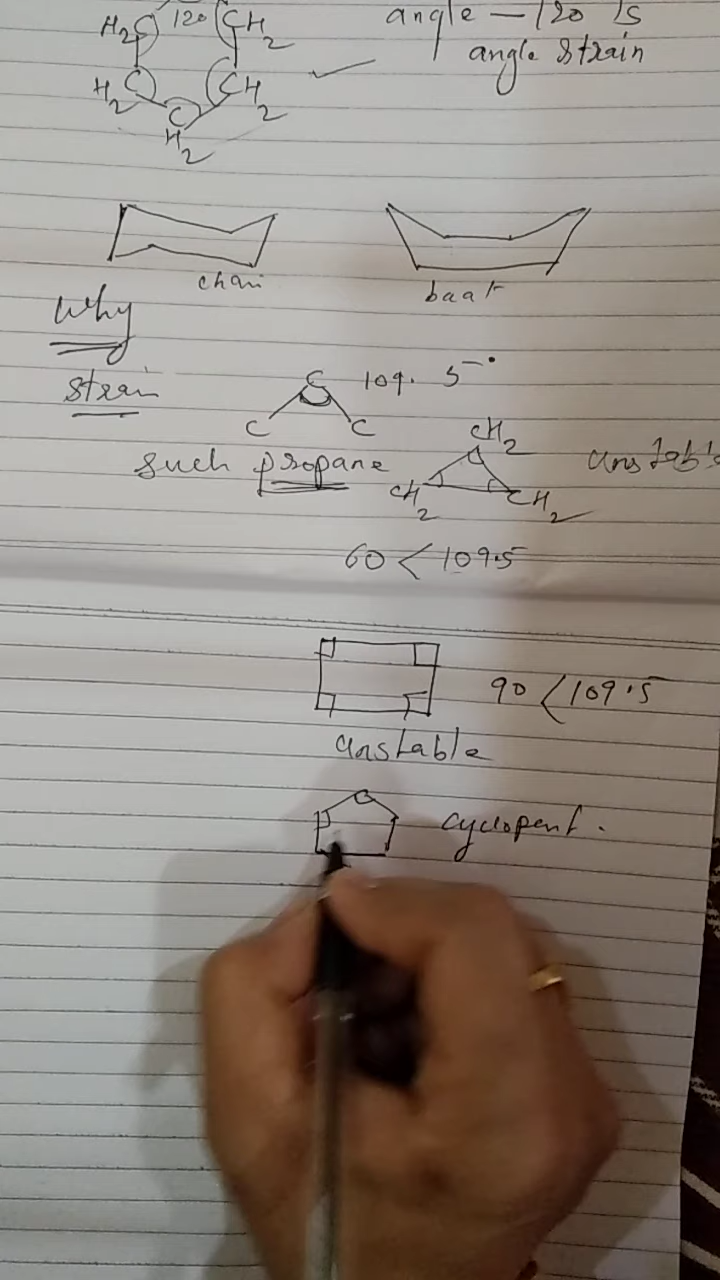 H₂C 120 CH₂ angle - 120 is
angle strain
H₂C CH₂
C
H₂
chair boat
Why
strain
C 109.5°
C C
such propane CH₂
CH₂ CH₂
60 < 109.5
90 < 109.5
unstable
cyclopent.